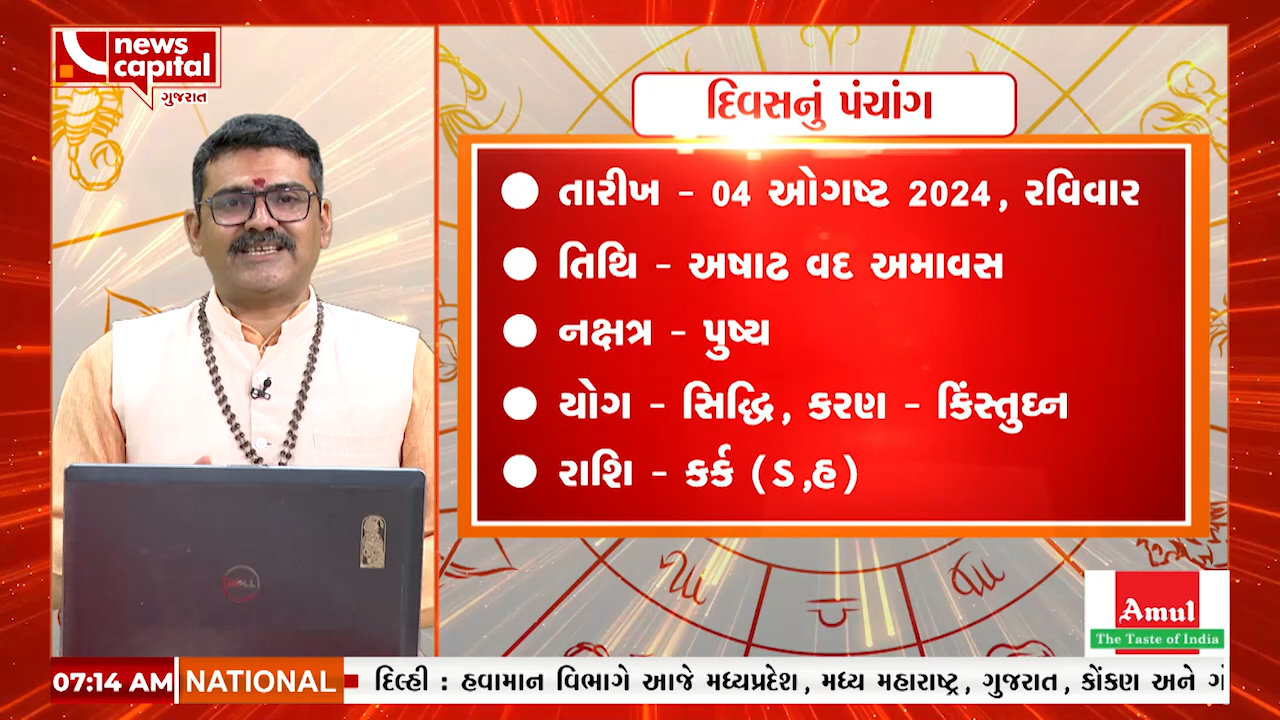 news
capital
ગુજરાત
દિવસનું પંચાંગ
તારીખ - 04 ઓગષ્ટ 2024, રવિવાર
તિથિ - અષાઢ વદ અમાવસ
નક્ષત્ર - પુષ્ય
યોગ - સિદ્ધિ, કરણ - કિંસ્તુઘ્ન
રાશિ - કર્ક (ડ,હ)
DELL
Amul
The Taste of India
07:14 AM NATIONAL દિલ્હી : હવામાન વિભાગે આજે મધ્યપ્રદેશ, મધ્ય મહારાષ્ટ્ર, ગુજરાત, કોંકણ અને